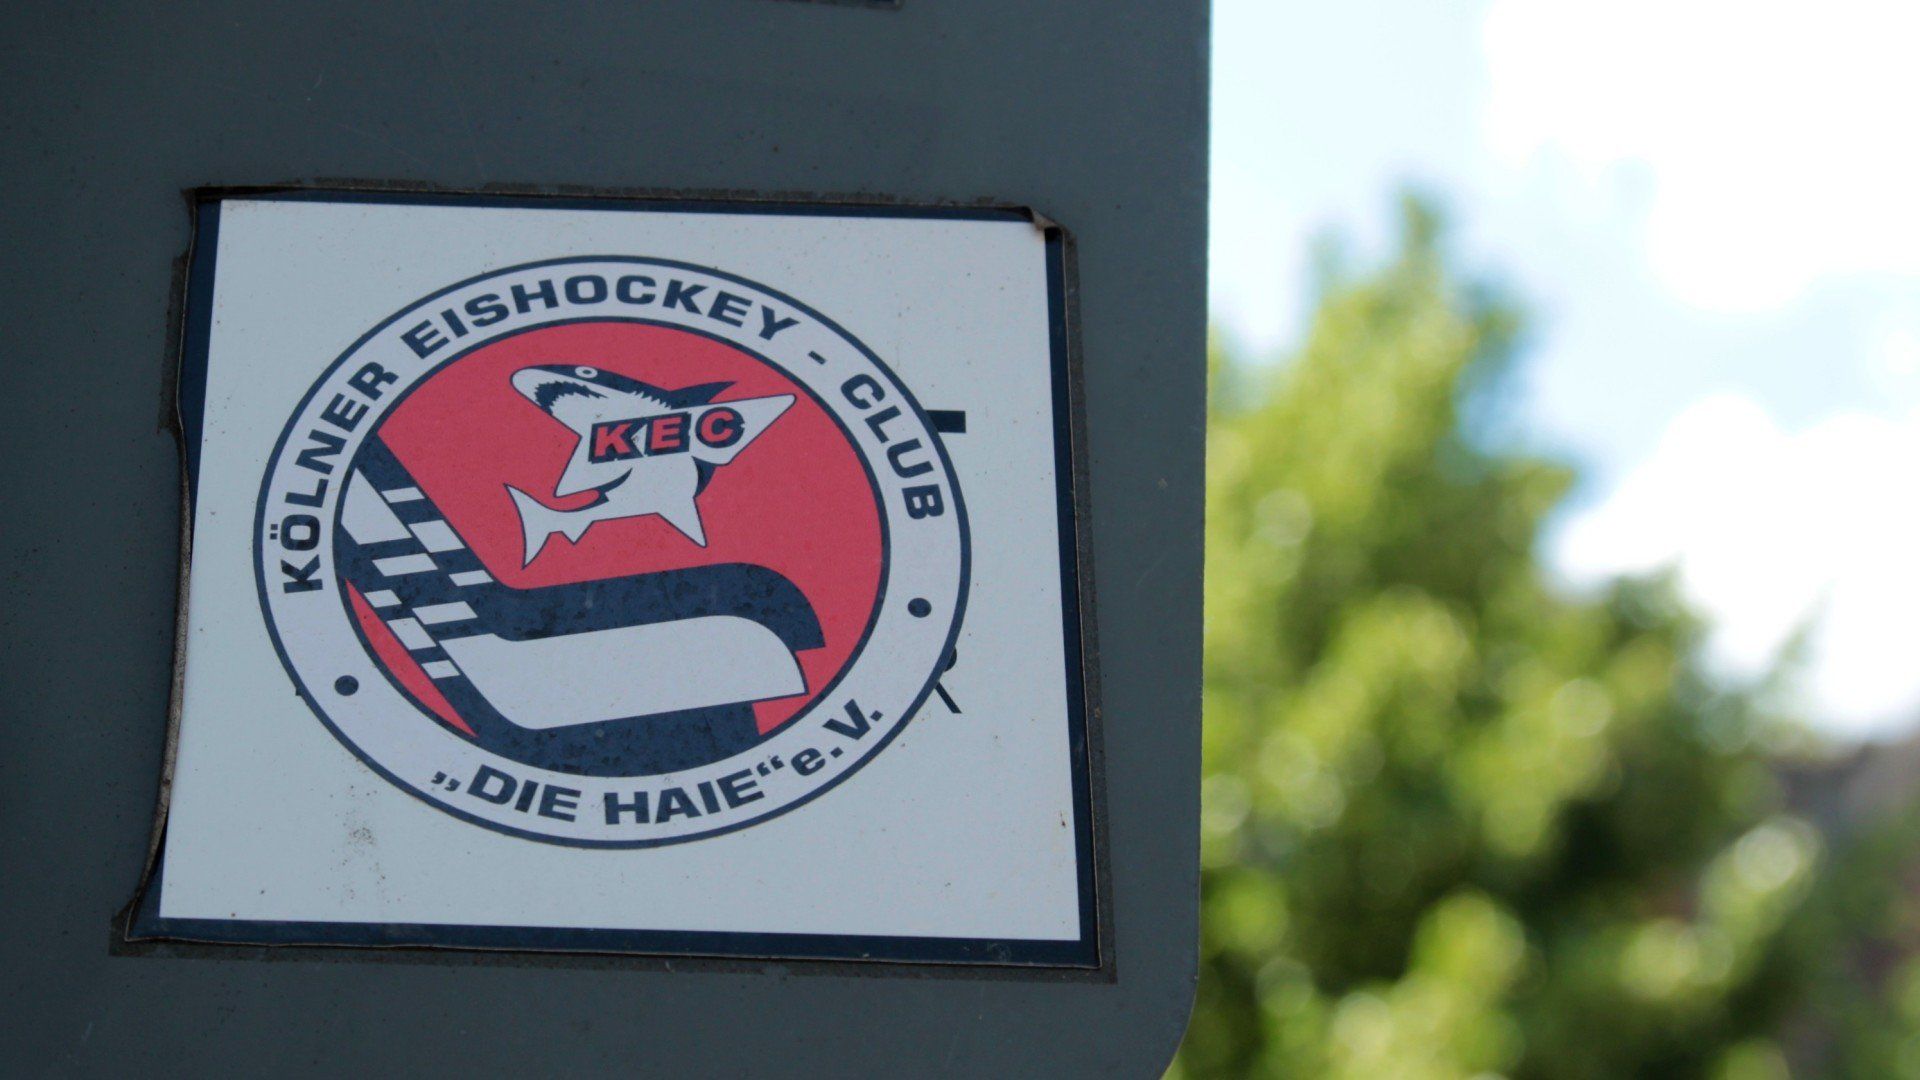 KÖLNER EISHOCKEY - CLUB
KEC
„DIE HAIE“ e.V.